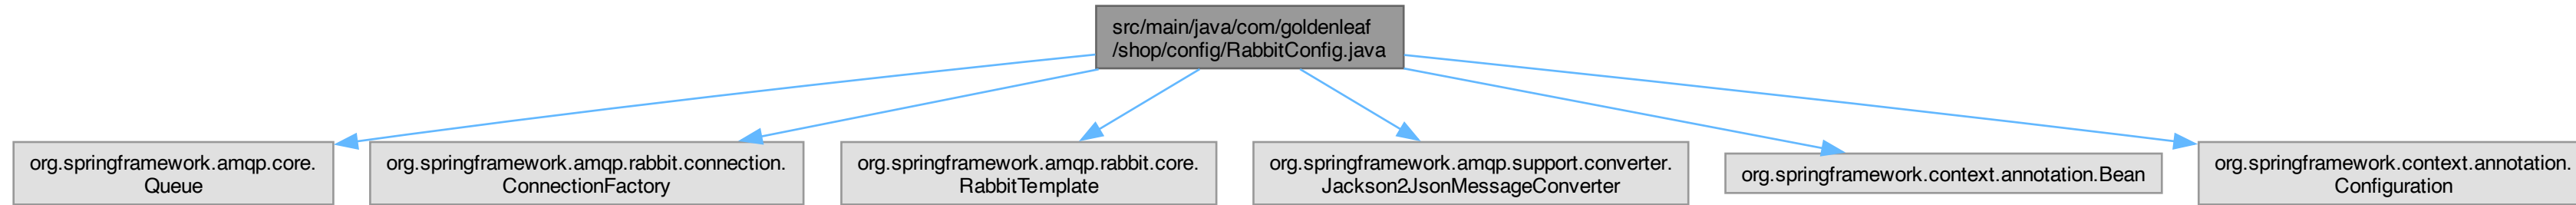 src/main/java/com/goldenleaf
/shop/config/RabbitConfig.java
org.springframework.amqp.core.
Queue
org.springframework.amqp.rabbit.connection.
ConnectionFactory
org.springframework.amqp.rabbit.core.
RabbitTemplate
org.springframework.amqp.support.converter.
Jackson2JsonMessageConverter
org.springframework.context.annotation.Bean
org.springframework.context.annotation.
Configuration